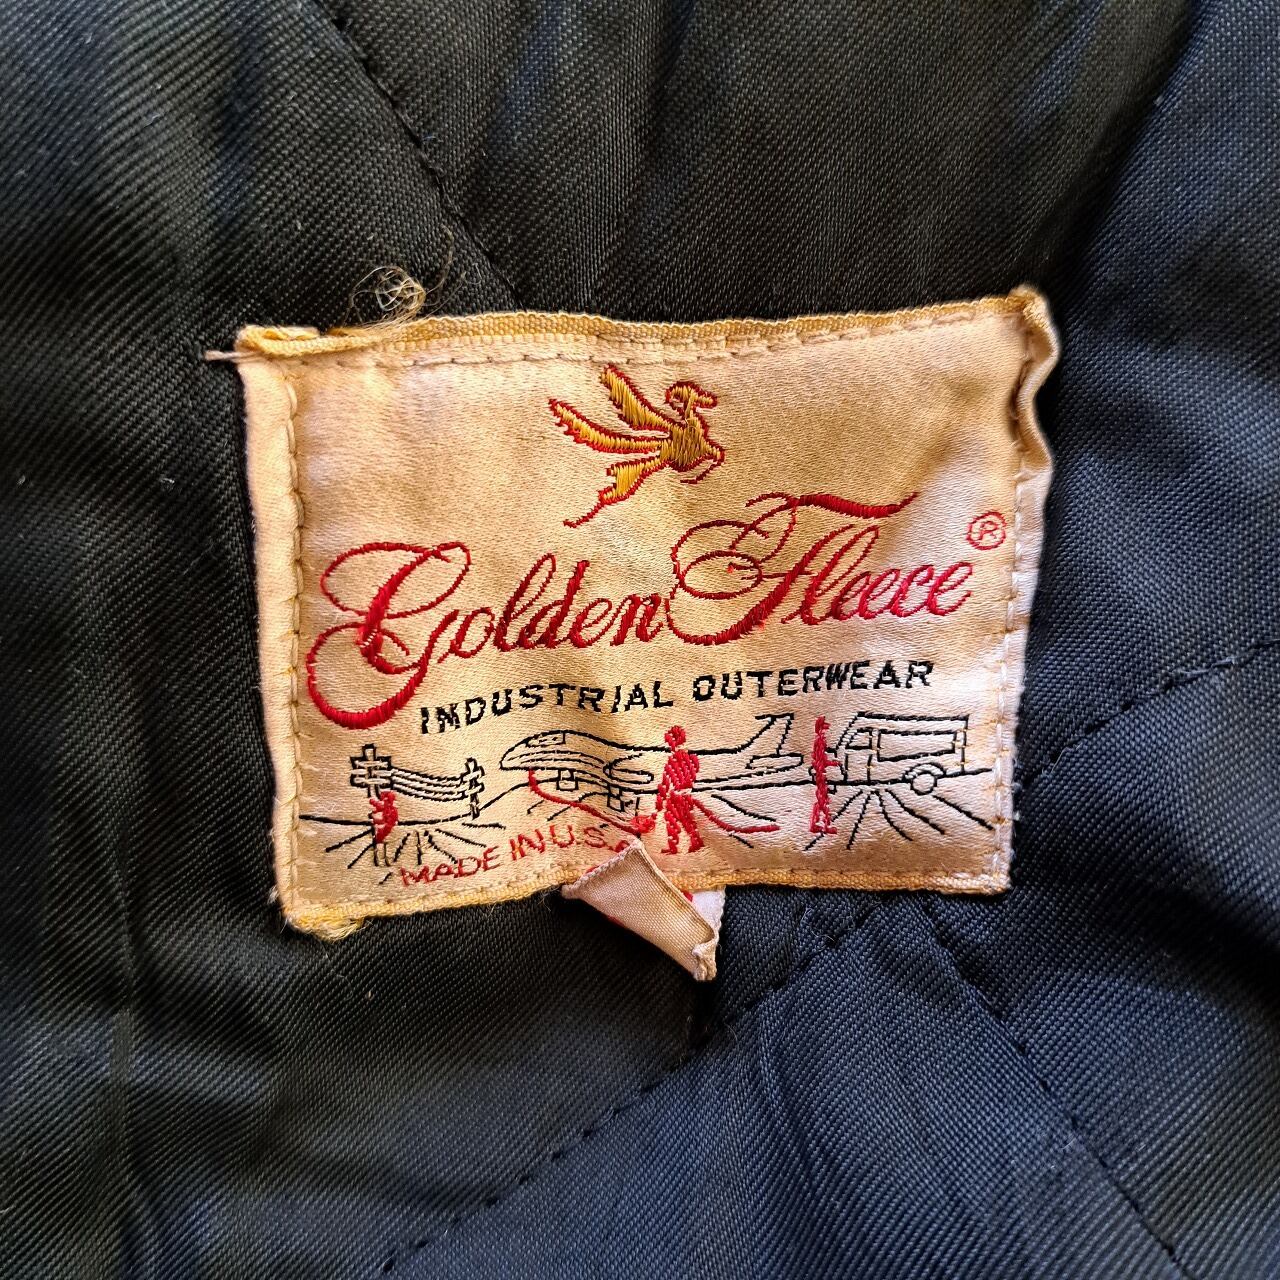 Golden Fleece ®
INDUSTRIAL OUTERWEAR
MADE IN U.S.A